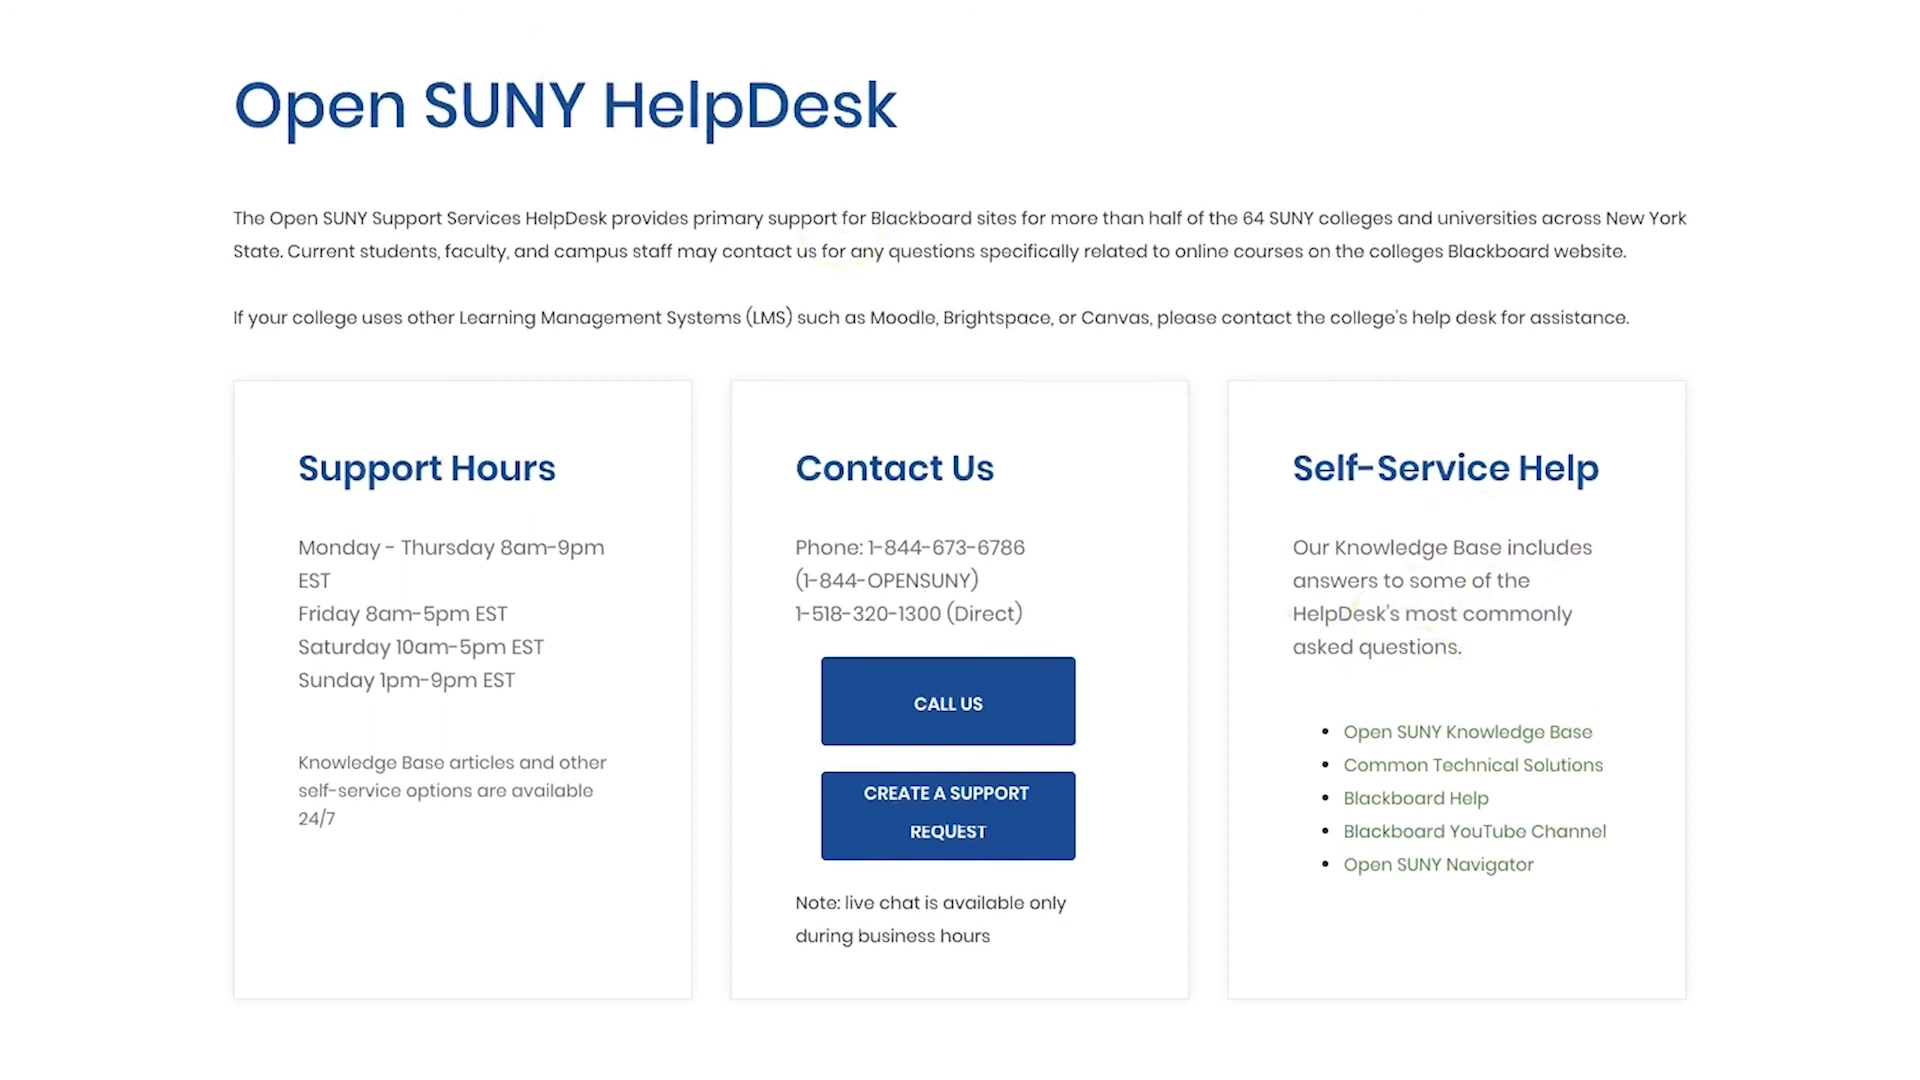 Open SUNY HelpDesk
The Open SUNY Support Services HelpDesk provides primary support for Blackboard sites for more than half of the 64 SUNY colleges and universities across New York
State. Current students, faculty, and campus staff may contact us for any questions specifically related to online courses on the colleges Blackboard website.
If your college uses other Learning Management Systems (LMS) such as Moodle, Brightspace, or Canvas, please contact the college's help desk for assistance.
Support Hours
Monday - Thursday 8am-9pm
EST
Friday 8am-5pm EST
Saturday 10am-5pm EST
Sunday 1pm-9pm EST
Knowledge Base articles and other
self-service options are available
24/7
Contact Us
Phone: 1-844-673-6786
(1-844-OPENSUNY)
1-518-320-1300 (Direct)
CALL US
CREATE A SUPPORT
REQUEST
Note: live chat is available only
during business hours
Self-Service Help
Our Knowledge Base includes
answers to some of the
HelpDesk's most commonly
asked questions.
• Open SUNY Knowledge Base
• Common Technical Solutions
• Blackboard Help
• Blackboard YouTube Channel
• Open SUNY Navigator